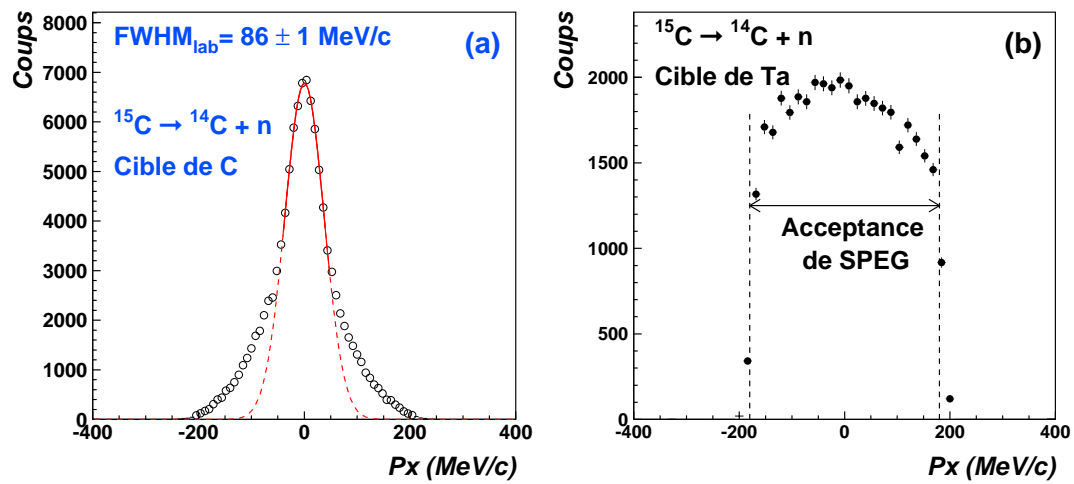 Coups
8000
7000
6000
5000
4000
3000
2000
1000
0
FWHM_lab= 86 ± 1 MeV/c
(a)
¹⁵C → ¹⁴C + n
Cible de C
-400 -200 0 200 400
Px (MeV/c)
Coups
2000
1500
1000
500
0
¹⁵C → ¹⁴C + n
(b)
Cible de Ta
Acceptance
de SPEG
-400 -200 0 200 400
Px (MeV/c)